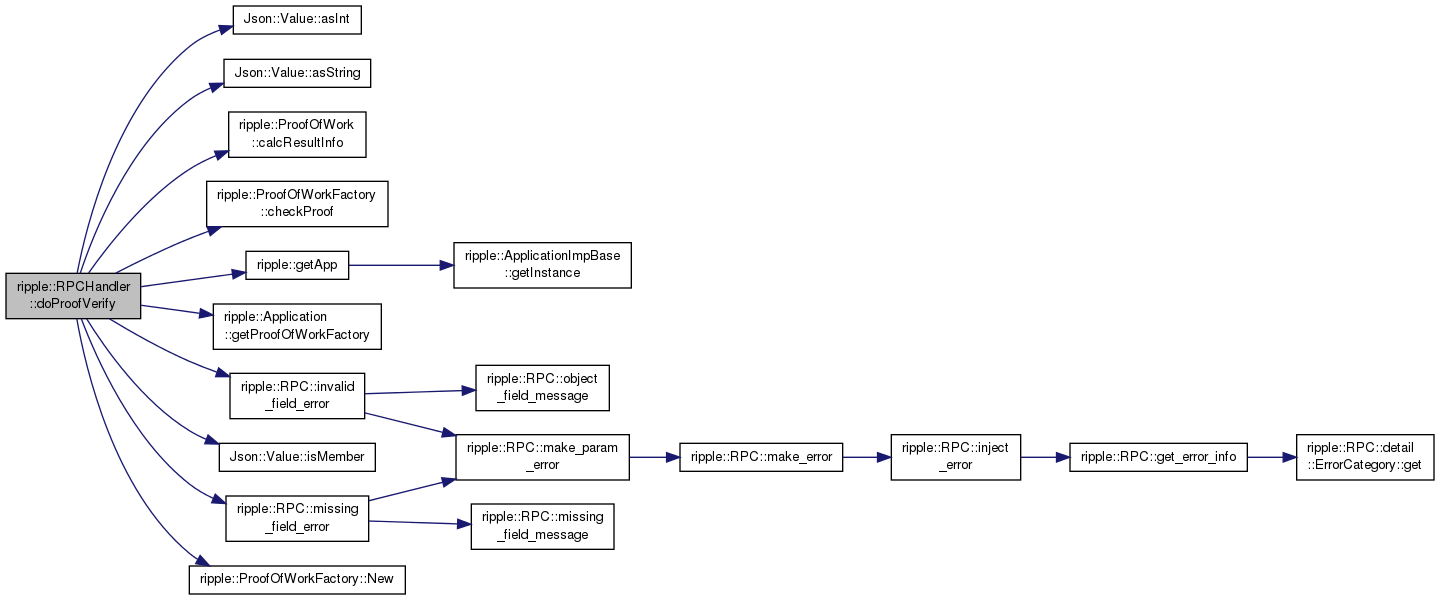 Json::Value::asInt
Json::Value::asString
ripple::ProofOfWork
::calcResultInfo
ripple::ProofOfWorkFactory
::checkProof
ripple::getApp
ripple::ApplicationImpBase
::getInstance
ripple::RPCHandler
::doProofVerify
ripple::Application
::getProofOfWorkFactory
ripple::RPC::invalid
_field_error
ripple::RPC::object
_field_message
ripple::RPC::make_param
_error
ripple::RPC::make_error
ripple::RPC::inject
_error
ripple::RPC::get_error_info
ripple::RPC::detail
::ErrorCategory::get
Json::Value::isMember
ripple::RPC::missing
_field_error
ripple::RPC::missing
_field_message
ripple::ProofOfWorkFactory::New